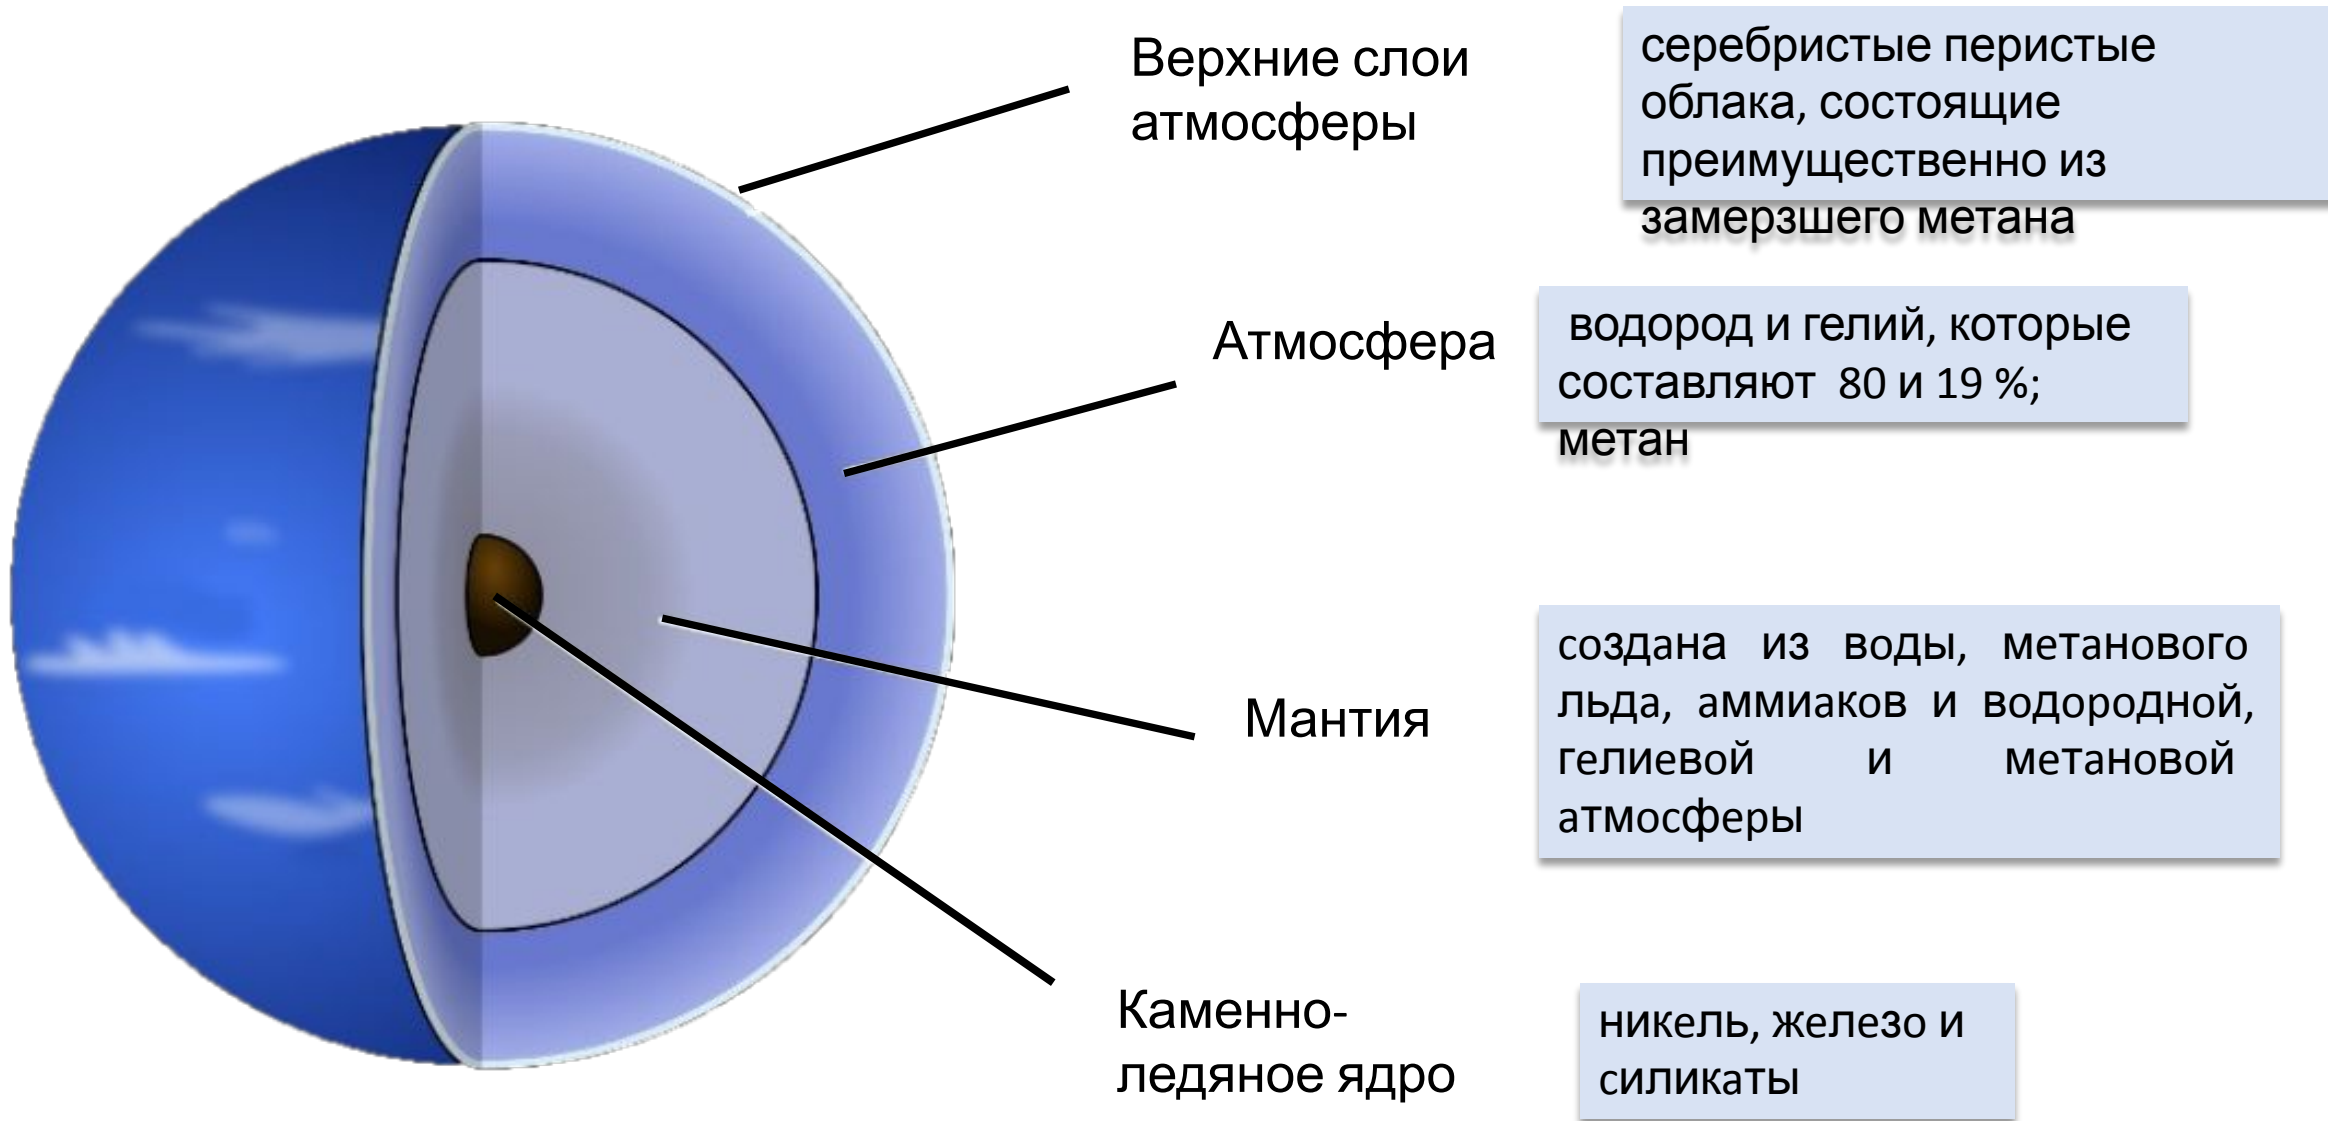 Верхние слои
атмосферы
серебристые перистые
облака, состоящие
преимущественно из
замерзшего метана
Атмосфера
водород и гелий, которые
составляют 80 и 19 %;
метан
Мантия
создана из воды, метанового
льда, аммиаков и водородной,
гелиевой и метановой
атмосферы
Каменно-
ледяное ядро
никель, железо и
силикаты